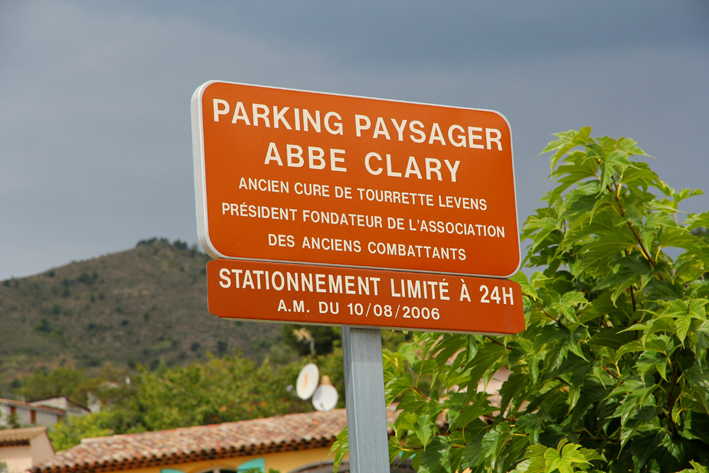 PARKING PAYSAGER
ABBE CLARY
ANCIEN CURE DE TOURRETTE LEVENS
PRÉSIDENT FONDATEUR DE L'ASSOCIATION
DES ANCIENS COMBATTANTS
STATIONNEMENT LIMITÉ À 24H
A.M. DU 10/08/2006